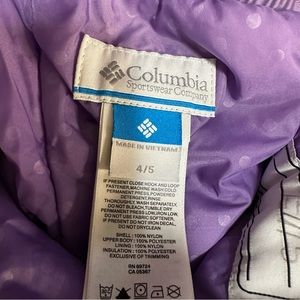 Columbia
Sportswear Company
MADE IN VIETNAM
4/5
IF PRESENT CLOSE HOOK AND LOOP
FASTENER,MACHINE WASH COLD
PERMANENT PRESS,POWDERED
DETERGENT,RINSE
THOROUGHLY WASH SEPARATELY,
DO NOT BLEACH,TUMBLE DRY
PERMANENT PRESS LOW,IRON LOW,
DO NOT USE FABRIC SOFTENER,
DO NOT IRON DECAL,
DO NOT DRYCLEAN
SHELL : 100% NYLON
UPPER BODY : 100% POLYESTER
LINING : 100% NYLON
INSULATION : 100% POLYESTER
EXCLUSIVE OF TRIMMING
RN 69724
CA 05367